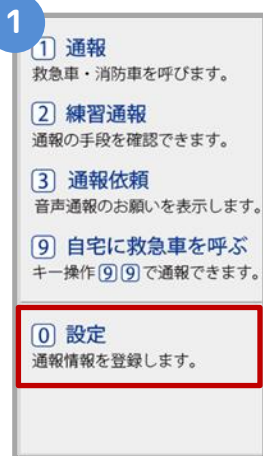 1
1 通報
救急車・消防車を呼びます。
2 練習通報
通報の手段を確認できます。
3 通報依頼
音声通報のお願いを表示します。
9 自宅に救急車を呼ぶ
キー操作99で通報できます。
0 設定
通報情報を登録します。